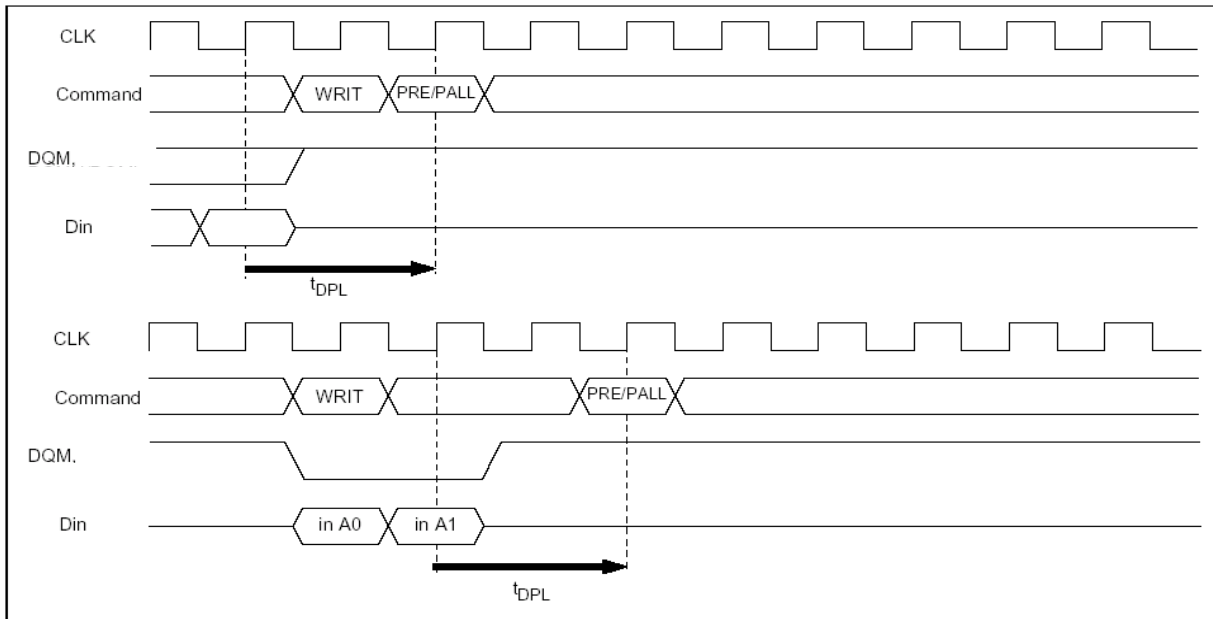 CLK
Command WRIT PRE/PALL
DQM,
Din
tDPL
CLK
Command WRIT PRE/PALL
DQM,
Din in A0 in A1
tDPL